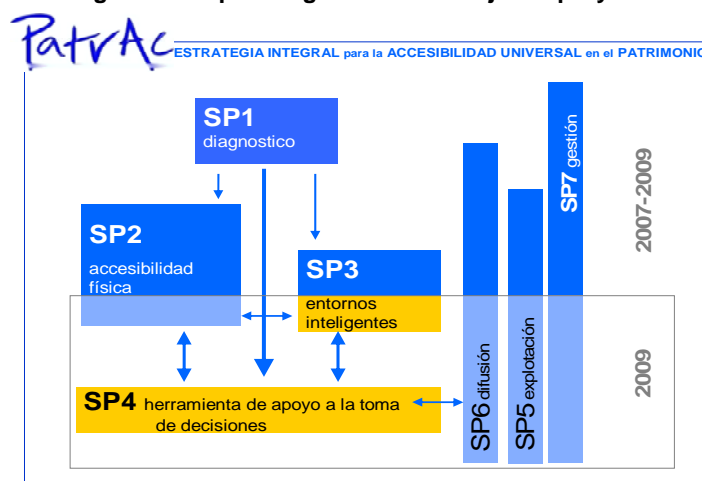 PatrAc
ESTRATEGIA INTEGRAL para la ACCESIBILIDAD UNIVERSAL en el PATRIMONIO
SP1
diagnostico
SP2
accesibilidad
física
SP3
entornos
inteligentes
SP4 herramienta de apoyo a la toma
de decisiones
SP6 difusión
SP5 explotación
SP7 gestión
2007-2009
2009